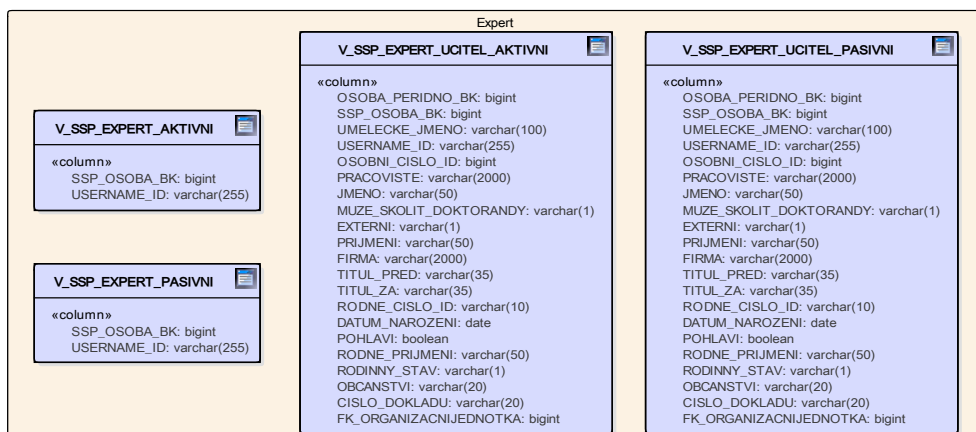 Expert
V_SSP_EXPERT_AKTIVNI
«column»
SSP_OSOBA_BK: bigint
USERNAME_ID: varchar(255)
V_SSP_EXPERT_PASIVNI
«column»
SSP_OSOBA_BK: bigint
USERNAME_ID: varchar(255)
V_SSP_EXPERT_UCITEL_AKTIVNI
«column»
OSOBA_PERIDNO_BK: bigint
SSP_OSOBA_BK: bigint
UMELECKE_JMENO: varchar(100)
USERNAME_ID: varchar(255)
OSOBNI_CISLO_ID: bigint
PRACOVISTE: varchar(2000)
JMENO: varchar(50)
MUZE_SKOLIT_DOKTORANDY: varchar(1)
EXTERNI: varchar(1)
PRIJMENI: varchar(50)
FIRMA: varchar(2000)
TITUL_PRED: varchar(35)
TITUL_ZA: varchar(35)
RODNE_CISLO_ID: varchar(10)
DATUM_NAROZENI: date
POHLAVI: boolean
RODNE_PRIJMENI: varchar(50)
RODINNY_STAV: varchar(1)
OBCANSTVI: varchar(20)
CISLO_DOKLADU: varchar(20)
FK_ORGANIZACNIJEDNOTKA: bigint
V_SSP_EXPERT_UCITEL_PASIVNI
«column»
OSOBA_PERIDNO_BK: bigint
SSP_OSOBA_BK: bigint
UMELECKE_JMENO: varchar(100)
USERNAME_ID: varchar(255)
OSOBNI_CISLO_ID: bigint
PRACOVISTE: varchar(2000)
JMENO: varchar(50)
MUZE_SKOLIT_DOKTORANDY: varchar(1)
EXTERNI: varchar(1)
PRIJMENI: varchar(50)
FIRMA: varchar(2000)
TITUL_PRED: varchar(35)
TITUL_ZA: varchar(35)
RODNE_CISLO_ID: varchar(10)
DATUM_NAROZENI: date
POHLAVI: boolean
RODNE_PRIJMENI: varchar(50)
RODINNY_STAV: varchar(1)
OBCANSTVI: varchar(20)
CISLO_DOKLADU: varchar(20)
FK_ORGANIZACNIJEDNOTKA: bigint